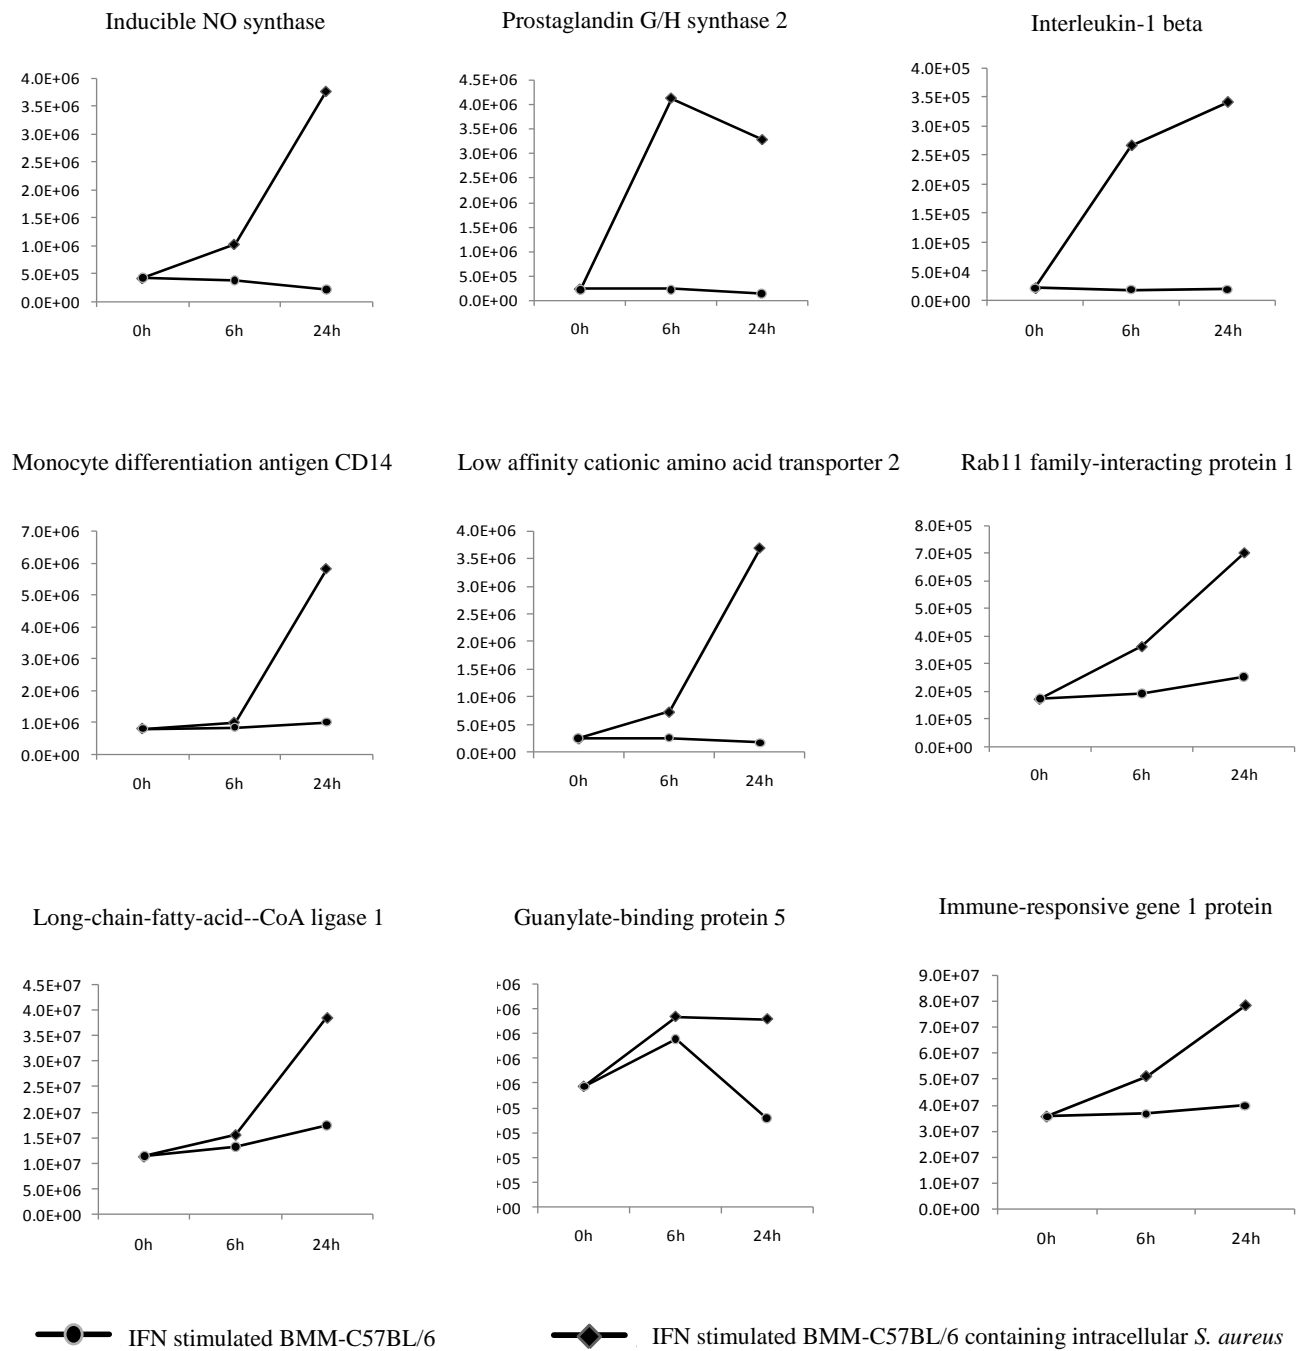 Inducible NO synthase
Prostaglandin G/H synthase 2
Interleukin-1 beta
4.0E+06
3.5E+06
3.0E+06
2.5E+06
2.0E+06
1.5E+06
1.0E+06
5.0E+05
0.0E+00
0h 6h 24h
4.5E+06
4.0E+06
3.5E+06
3.0E+06
2.5E+06
2.0E+06
1.5E+06
1.0E+06
5.0E+05
0.0E+00
0h 6h 24h
4.0E+05
3.5E+05
3.0E+05
2.5E+05
2.0E+05
1.5E+05
1.0E+05
5.0E+04
0.0E+00
0h 6h 24h
Monocyte differentiation antigen CD14
Low affinity cationic amino acid transporter 2
Rab11 family-interacting protein 1
7.0E+06
6.0E+06
5.0E+06
4.0E+06
3.0E+06
2.0E+06
1.0E+06
0.0E+00
0h 6h 24h
4.0E+06
3.5E+06
3.0E+06
2.5E+06
2.0E+06
1.5E+06
1.0E+06
5.0E+05
0.0E+00
0h 6h 24h
8.0E+05
7.0E+05
6.0E+05
5.0E+05
4.0E+05
3.0E+05
2.0E+05
1.0E+05
0.0E+00
0h 6h 24h
Long-chain-fatty-acid--CoA ligase 1
Guanylate-binding protein 5
Immune-responsive gene 1 protein
4.5E+07
4.0E+07
3.5E+07
3.0E+07
2.5E+07
2.0E+07
1.5E+07
1.0E+07
5.0E+06
0.0E+00
0h 6h 24h
+06
+06
+06
+06
+06
+05
+05
+05
+00
0h 6h 24h
9.0E+07
8.0E+07
7.0E+07
6.0E+07
5.0E+07
4.0E+07
3.0E+07
2.0E+07
1.0E+07
0.0E+00
0h 6h 24h
IFN stimulated BMM-C57BL/6
IFN stimulated BMM-C57BL/6 containing intracellular S. aureus